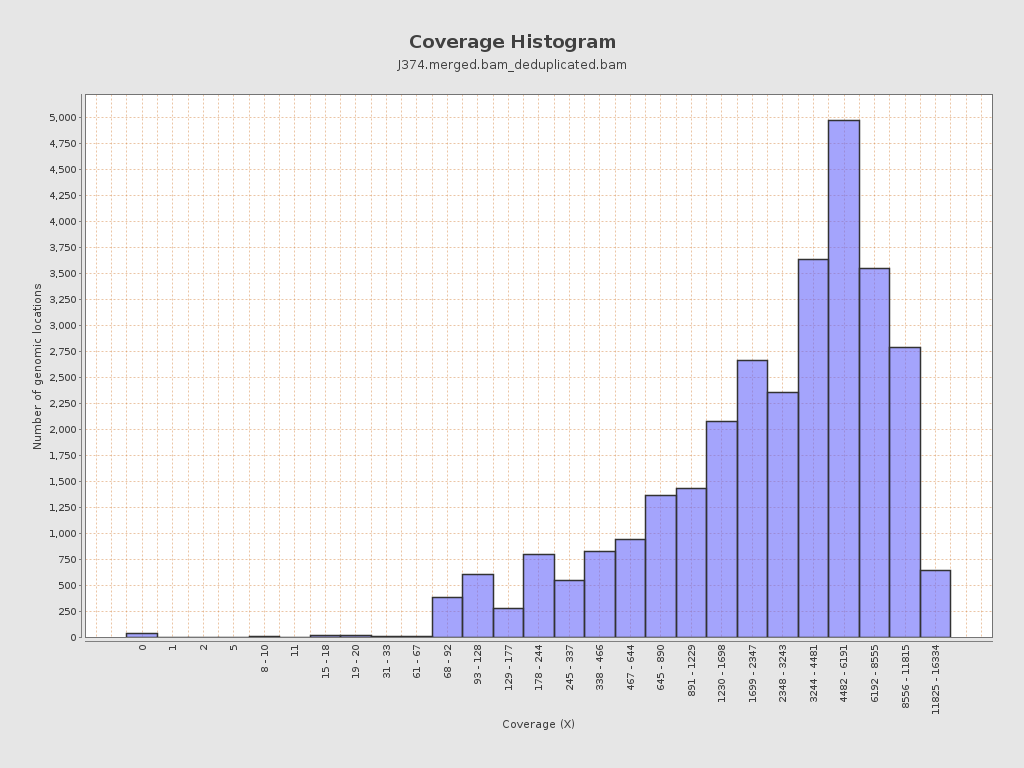 Coverage Histogram
J374.merged.bam_deduplicated.bam
Number of genomic locations
5,000
4,750
4,500
4,250
4,000
3,750
3,500
3,250
3,000
2,750
2,500
2,250
2,000
1,750
1,500
1,250
1,000
750
500
250
0
0
1
2
5
8 - 10
11
15 - 18
19 - 20
31 - 33
61 - 67
68 - 92
93 - 128
129 - 177
178 - 244
245 - 337
338 - 466
467 - 644
645 - 890
891 - 1229
1230 - 1698
1699 - 2347
2348 - 3243
3244 - 4481
4482 - 6191
6192 - 8555
8556 - 11815
11825 - 16334
Coverage (X)